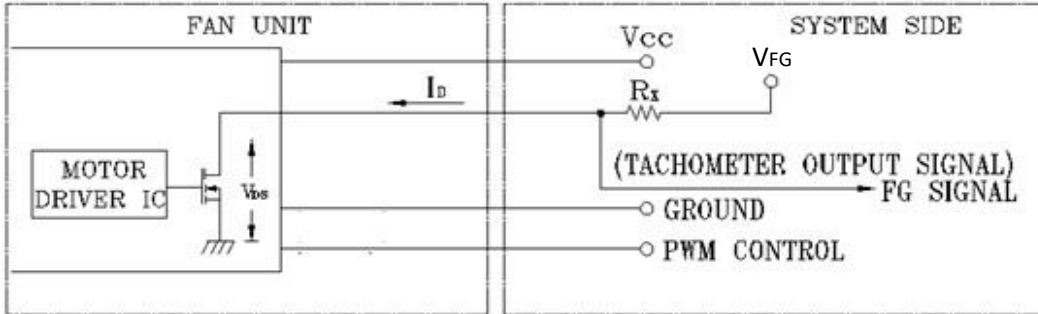 FAN UNIT
SYSTEM SIDE
Vcc
VFG
ID
Rx
MOTOR
DRIVER IC
VDS
(TACHOMETER OUTPUT SIGNAL)
FG SIGNAL
GROUND
PWM CONTROL